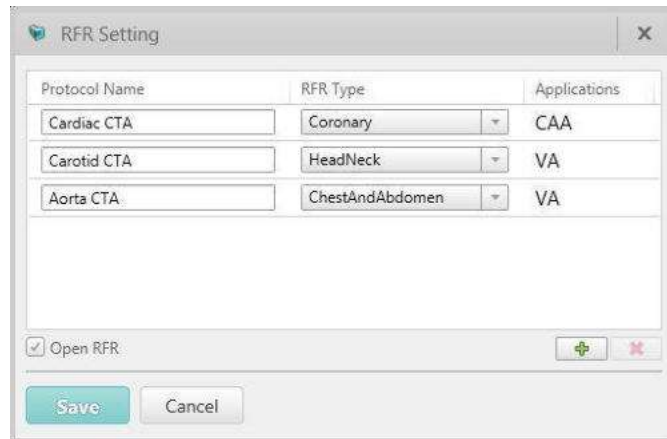 RFR Setting
Protocol Name RFR Type Applications
Cardiac CTA Coronary CAA
Carotid CTA HeadNeck VA
Aorta CTA ChestAndAbdomen VA
Open RFR
Save Cancel